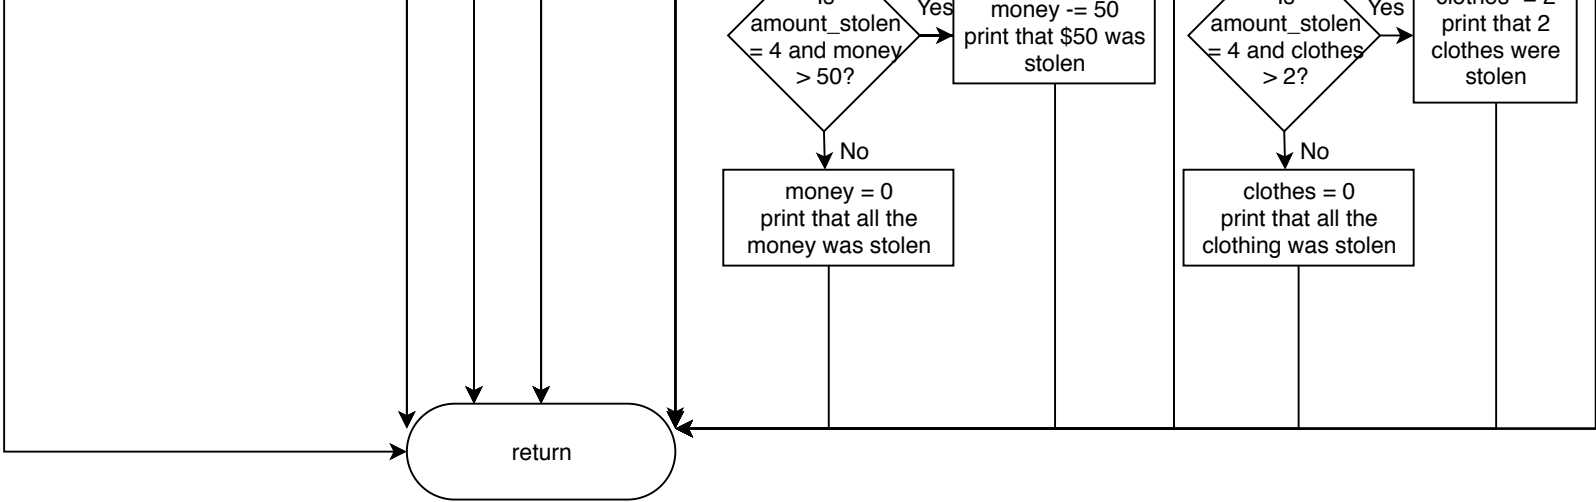 Is
amount_stolen
= 4 and money
> 50?
Yes
money -= 50
print that $50 was
stolen
Is
amount_stolen
= 4 and clothes
> 2?
Yes
print that 2
clothes were
stolen
No
money = 0
print that all the
money was stolen
No
clothes = 0
print that all the
clothing was stolen
return